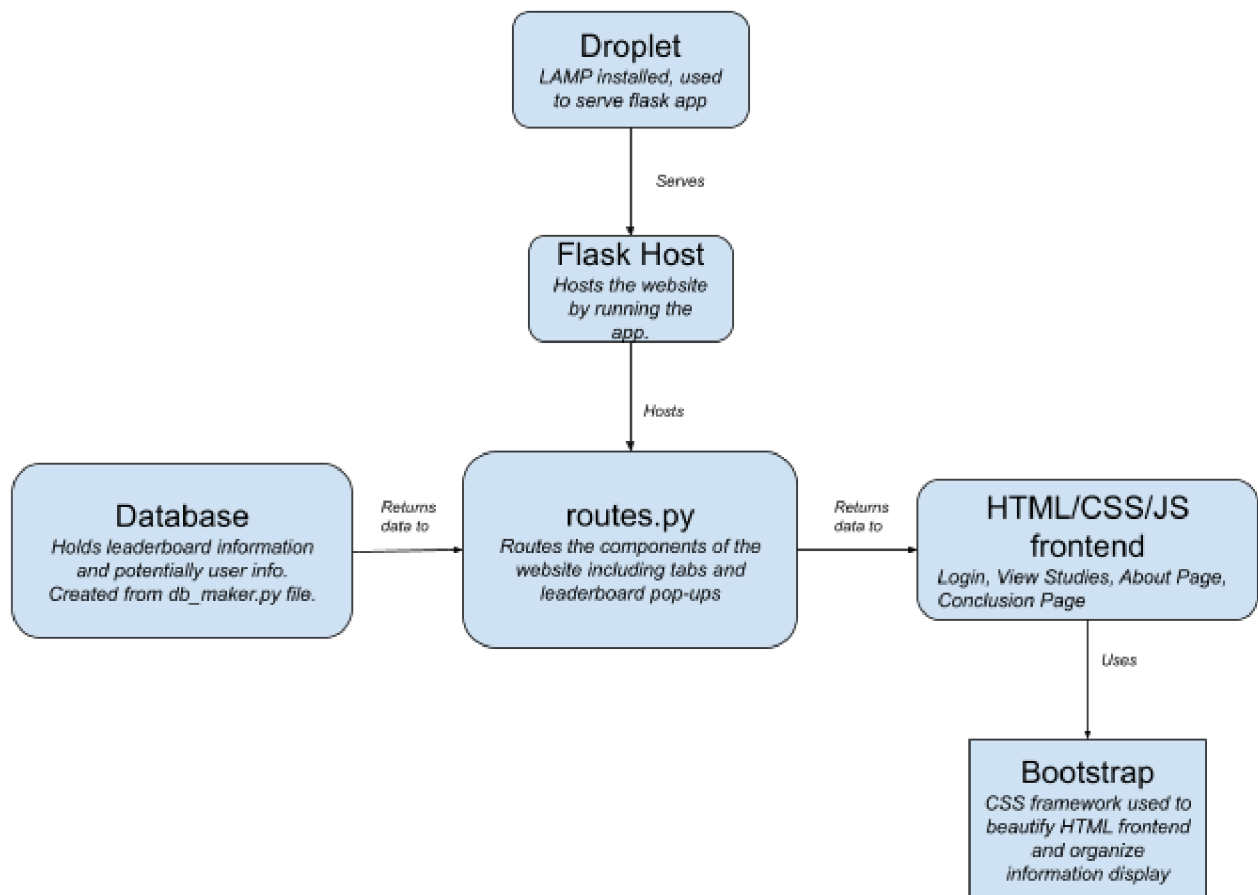 Droplet
LAMP installed, used
to serve flask app
Serves
Flask Host
Hosts the website
by running the
app.
Hosts
Database
Holds leaderboard information
and potentially user info.
Created from db_maker.py file.
Returns
data to
routes.py
Routes the components of the
website including tabs and
leaderboard pop-ups
Returns
data to
HTML/CSS/JS
frontend
Login, View Studies, About Page,
Conclusion Page
Uses
Bootstrap
CSS framework used to
beautify HTML frontend
and organize
information display